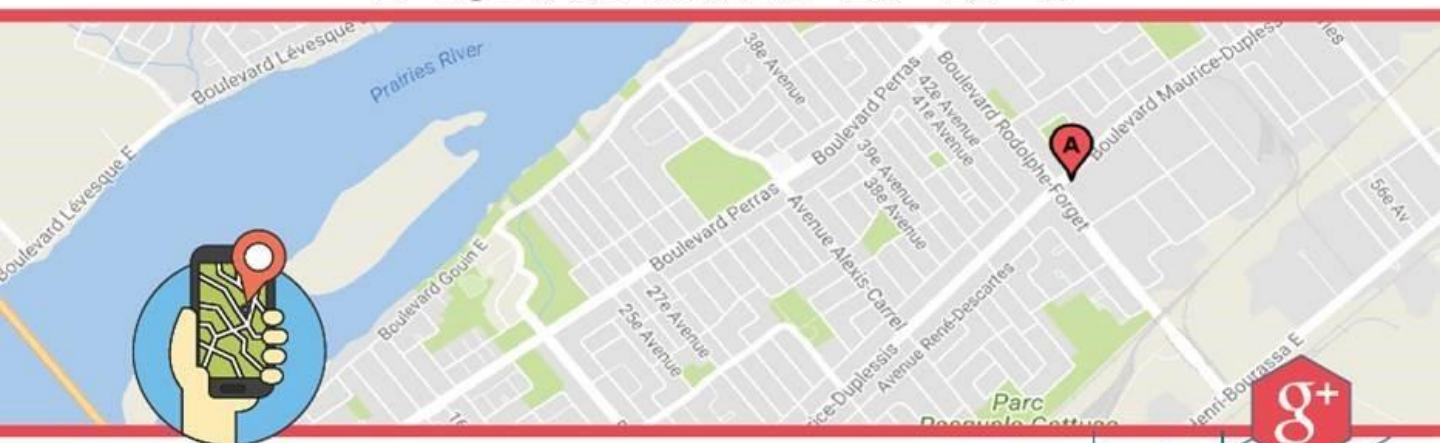 Boulevard Lévesque
Prairies River
38e Avenue
Boulevard Maurice-Dupless
Boulevard Perras
42e Avenue
41e Avenue
Boulevard Rodolphe-Forget
A
39e Avenue
38e Avenue
Boulevard Lévesque E
56e Av
Boulevard Perras
Avenue Alexis-Carrel
Boulevard Gouin E
27e Avenue
25e Avenue
Avenue René-Descartes
ice-Duplessis
Henri-Bourassa E
Parc
g+